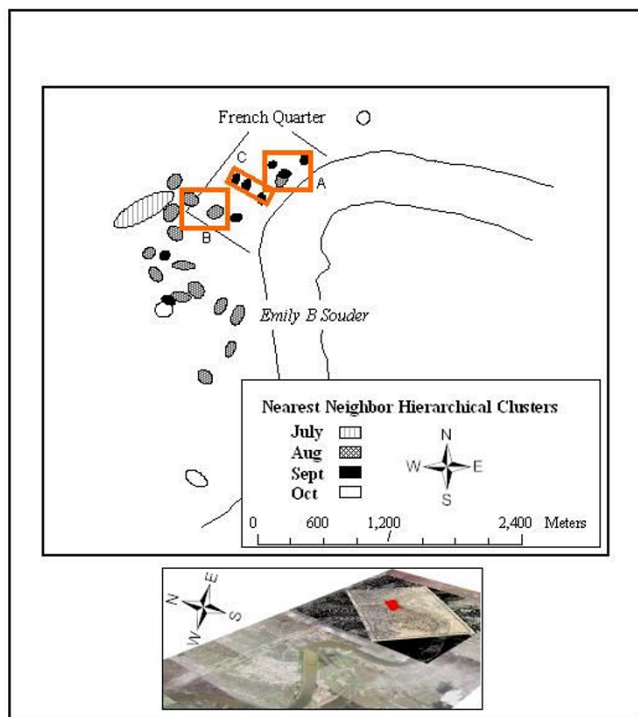 French Quarter
C
A
B
Emily B Souder
Nearest Neighbor Hierarchical Clusters
July
Aug
Sept
Oct
N
W E
S
0 600 1,200 2,400 Meters
N E
W S